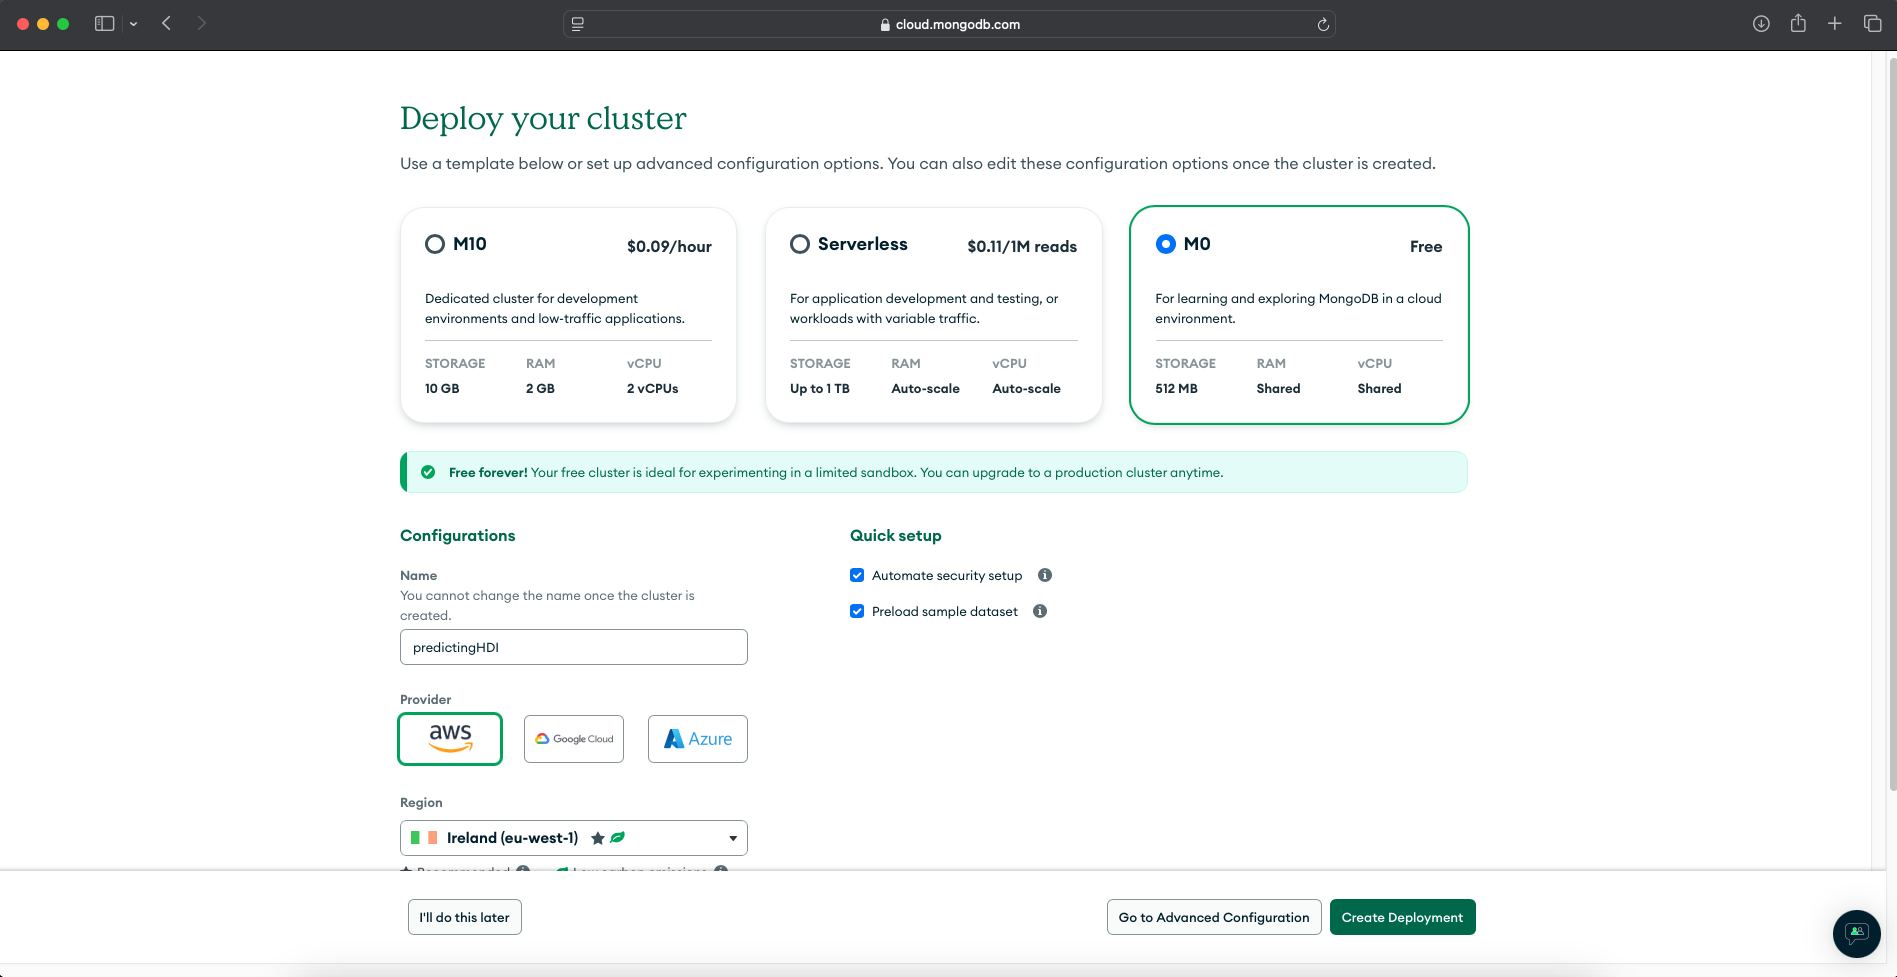 cloud.mongodb.com
Deploy your cluster
Use a template below or set up advanced configuration options. You can also edit these configuration options once the cluster is created.
M10 $0.09/hour
Dedicated cluster for development
environments and low-traffic applications.
STORAGE RAM vCPU
10 GB 2 GB 2 vCPUs
Serverless $0.11/1M reads
For application development and testing, or
workloads with variable traffic.
STORAGE RAM vCPU
Up to 1 TB Auto-scale Auto-scale
M0 Free
For learning and exploring MongoDB in a cloud
environment.
STORAGE RAM vCPU
512 MB Shared Shared
Free forever! Your free cluster is ideal for experimenting in a limited sandbox. You can upgrade to a production cluster anytime.
Configurations
Name
You cannot change the name once the cluster is
created.
predictingHDI
Provider
aws Google Cloud Azure
Region
Ireland (eu-west-1)
Recommended Low carbon emissions
Quick setup
Automate security setup
Preload sample dataset
I'll do this later
Go to Advanced Configuration
Create Deployment